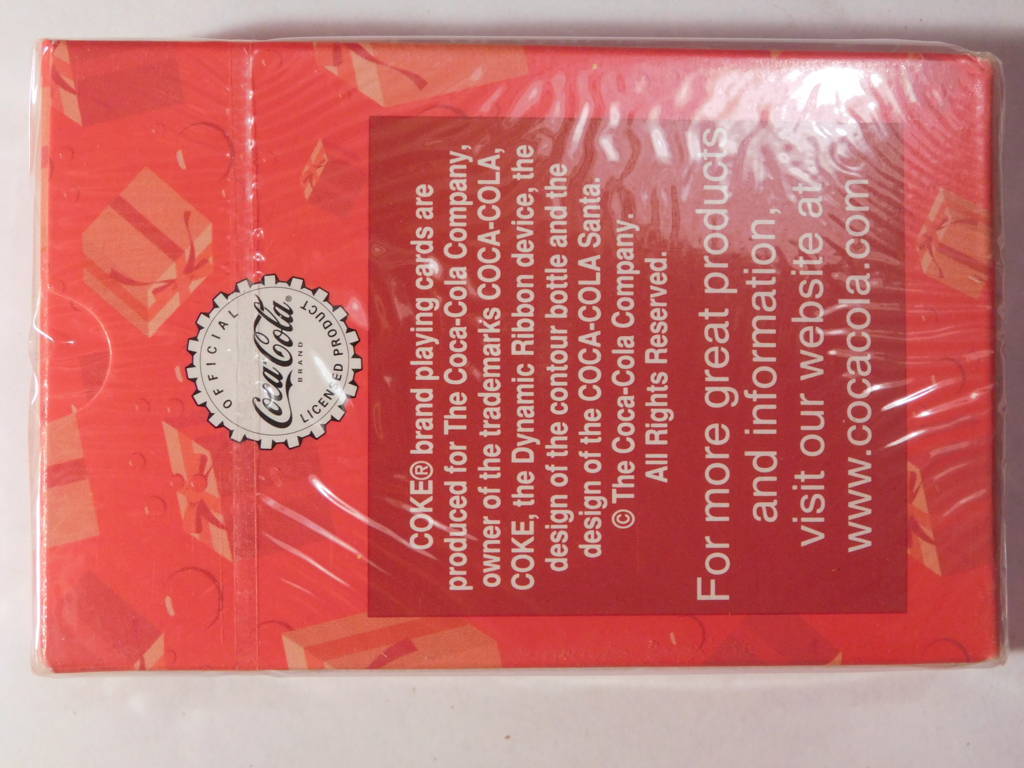 OFFICIAL
Coca-Cola®
BRAND
LICENSED PRODUCT
COKE® brand playing cards are
produced for The Coca-Cola Company,
owner of the trademarks COCA-COLA,
COKE, the Dynamic Ribbon device, the
design of the contour bottle and the
design of the COCA-COLA Santa.
© The Coca-Cola Company.
All Rights Reserved.
For more great products
and information,
visit our website at
www.cocacola.com